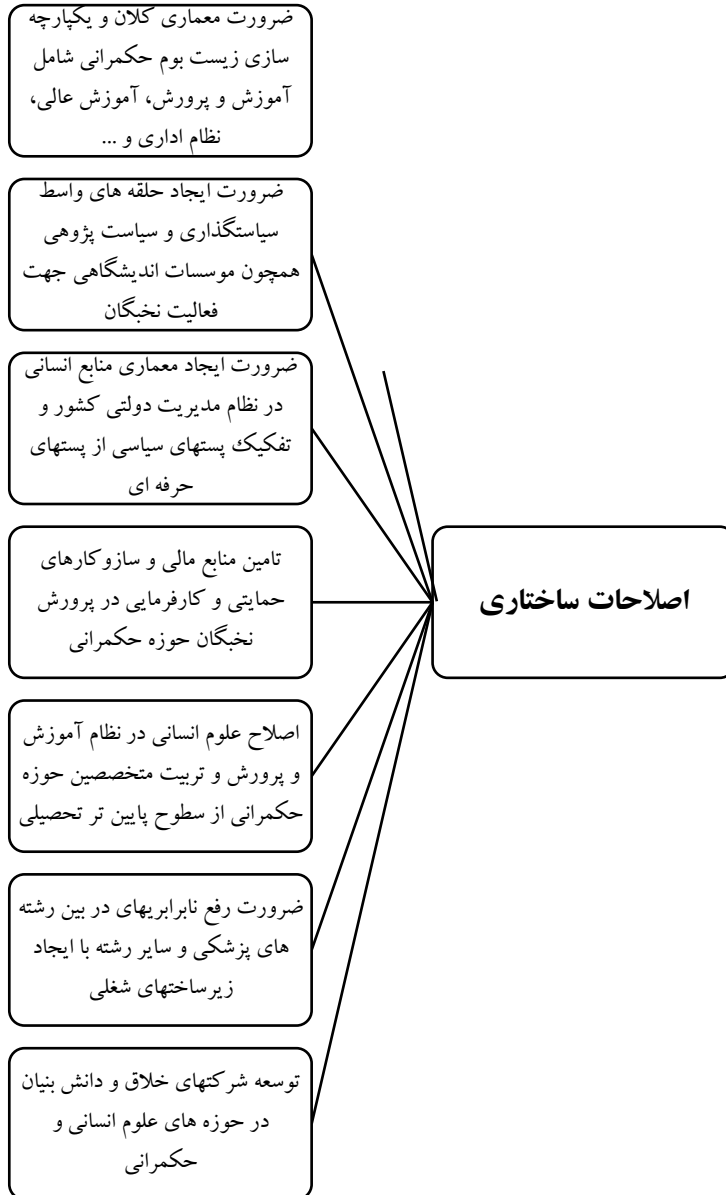 ضرورت معماری کلان و یکپارچه
سازی زیست بوم حکمرانی شامل
آموزش و پرورش، آموزش عالی،
نظام اداری و ...
ضرورت ایجاد حلقه های واسط
سیاستگذاری و سیاست پژوهی
همچون موسسات اندیشگاهی جهت
فعالیت نخبگان
ضرورت ایجاد معماری منابع انسانی
در نظام مدیریت دولتی کشور و
تفکیک پستهای سیاسی از پستهای
حرفه ای
تامین منابع مالی و سازوکارهای
حمایتی و کارفرمایی در پرورش
نخبگان حوزه حکمرانی
اصلاح علوم انسانی در نظام آموزش
و پرورش و تربیت متخصصین حوزه
حکمرانی از سطوح پایین تر تحصیلی
ضرورت رفع نابرابریهای در بین رشته
های پزشکی و سایر رشته با ایجاد
زیرساختهای شغلی
توسعه شرکتهای خلاق و دانش بنیان
در حوزه های علوم انسانی و
حکمرانی
اصلاحات ساختاری